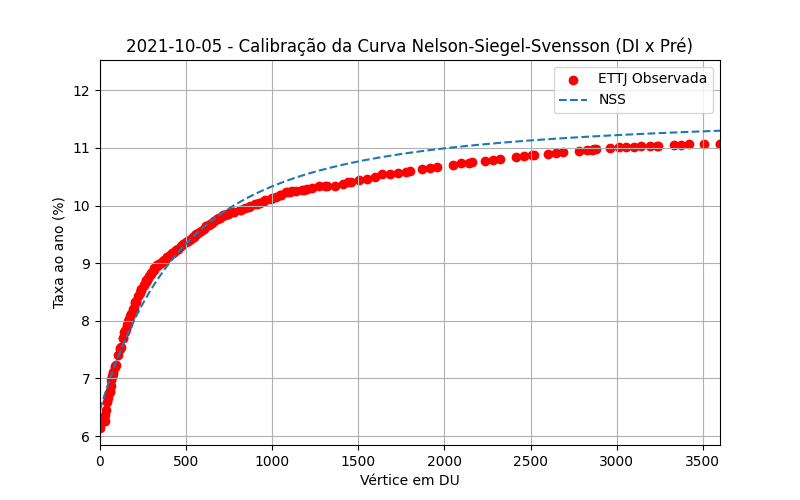 2021-10-05 - Calibração da Curva Nelson-Siegel-Svensson (DI x Pré)
ETTJ Observada
NSS
Taxa ao ano (%)
12
11
10
9
8
7
6
0 500 1000 1500 2000 2500 3000 3500
Vértice em DU